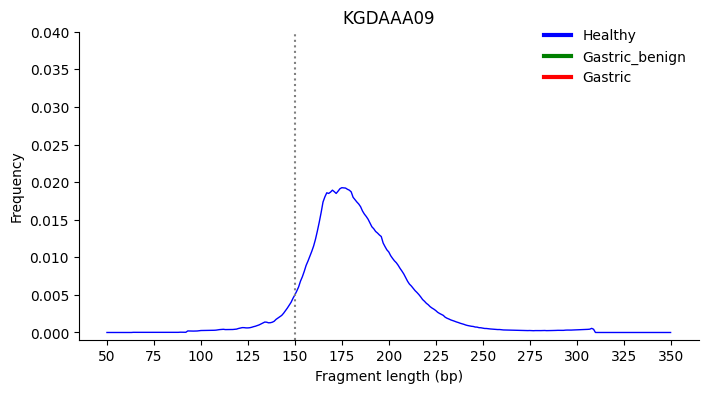 KGDAAA09
Healthy
Gastric_benign
Gastric
Frequency
0.040
0.035
0.030
0.025
0.020
0.015
0.010
0.005
0.000
50 75 100 125 150 175 200 225 250 275 300 325 350
Fragment length (bp)